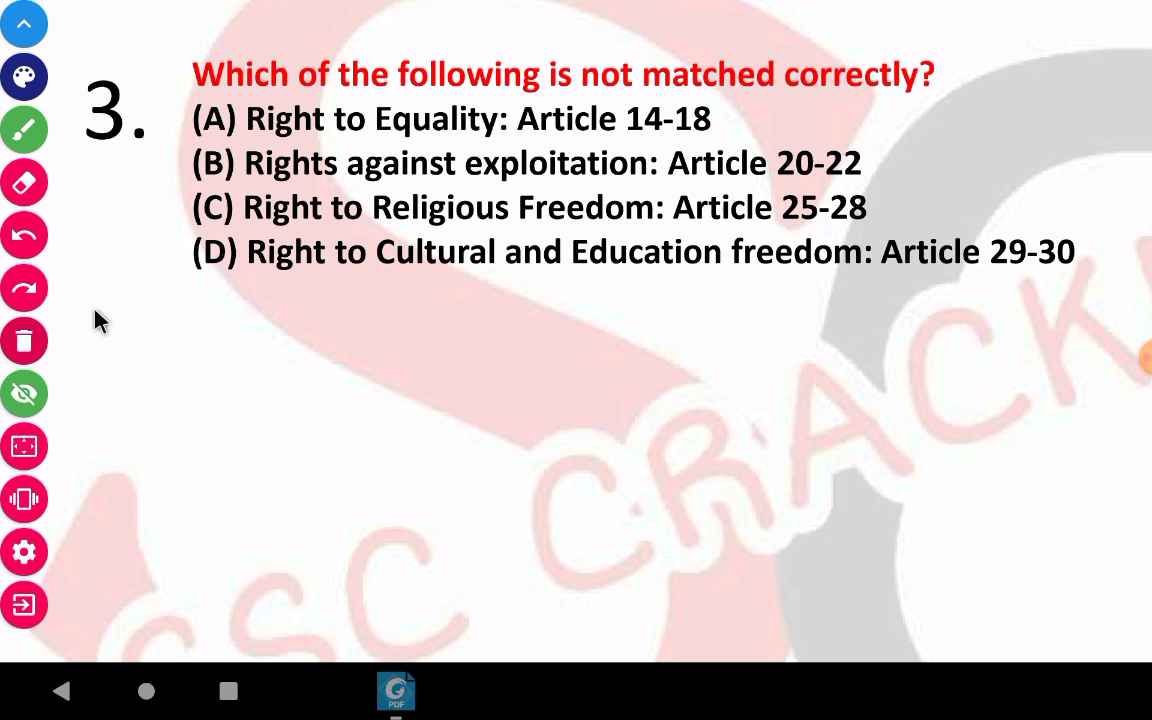 3.
Which of the following is not matched correctly?
(A) Right to Equality: Article 14-18
(B) Rights against exploitation: Article 20-22
(C) Right to Religious Freedom: Article 25-28
(D) Right to Cultural and Education freedom: Article 29-30
SSC CRACK
PDF